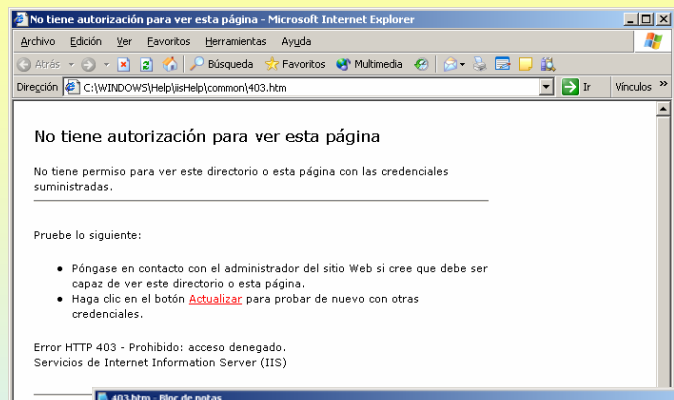 No tiene autorización para ver esta página - Microsoft Internet Explorer
Archivo Edición Ver Favoritos Herramientas Ayuda
Atrás Búsqueda Favoritos Multimedia
Dirección C:\WINDOWS\Help\iisHelp\common\403.htm Ir Vínculos »
No tiene autorización para ver esta página
No tiene permiso para ver este directorio o esta página con las credenciales
suministradas.
Pruebe lo siguiente:
• Póngase en contacto con el administrador del sitio Web si cree que debe ser
capaz de ver este directorio o esta página.
• Haga clic en el botón Actualizar para probar de nuevo con otras
credenciales.
Error HTTP 403 - Prohibido: acceso denegado.
Servicios de Internet Information Server (IIS)
403.htm - Bloc de notas